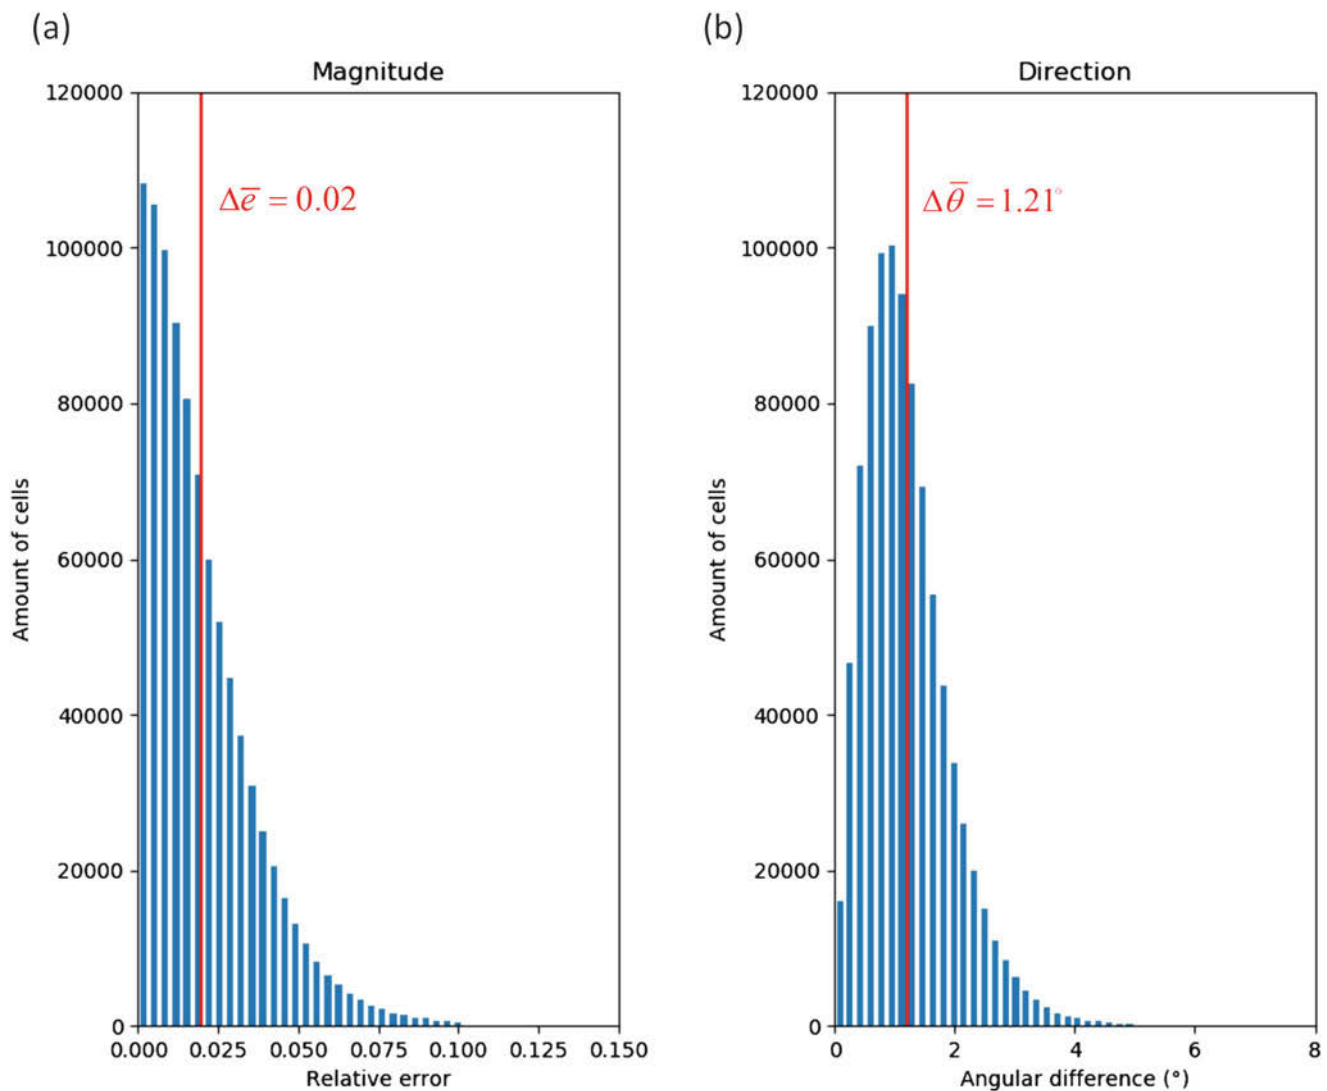 (a)
Magnitude
120000
100000
80000
60000
40000
20000
0
Amount of cells
Δe̅ = 0.02
0.000 0.025 0.050 0.075 0.100 0.125 0.150
Relative error
(b)
Direction
120000
100000
80000
60000
40000
20000
0
Amount of cells
Δθ̅ = 1.21°
0 2 4 6 8
Angular difference (°)